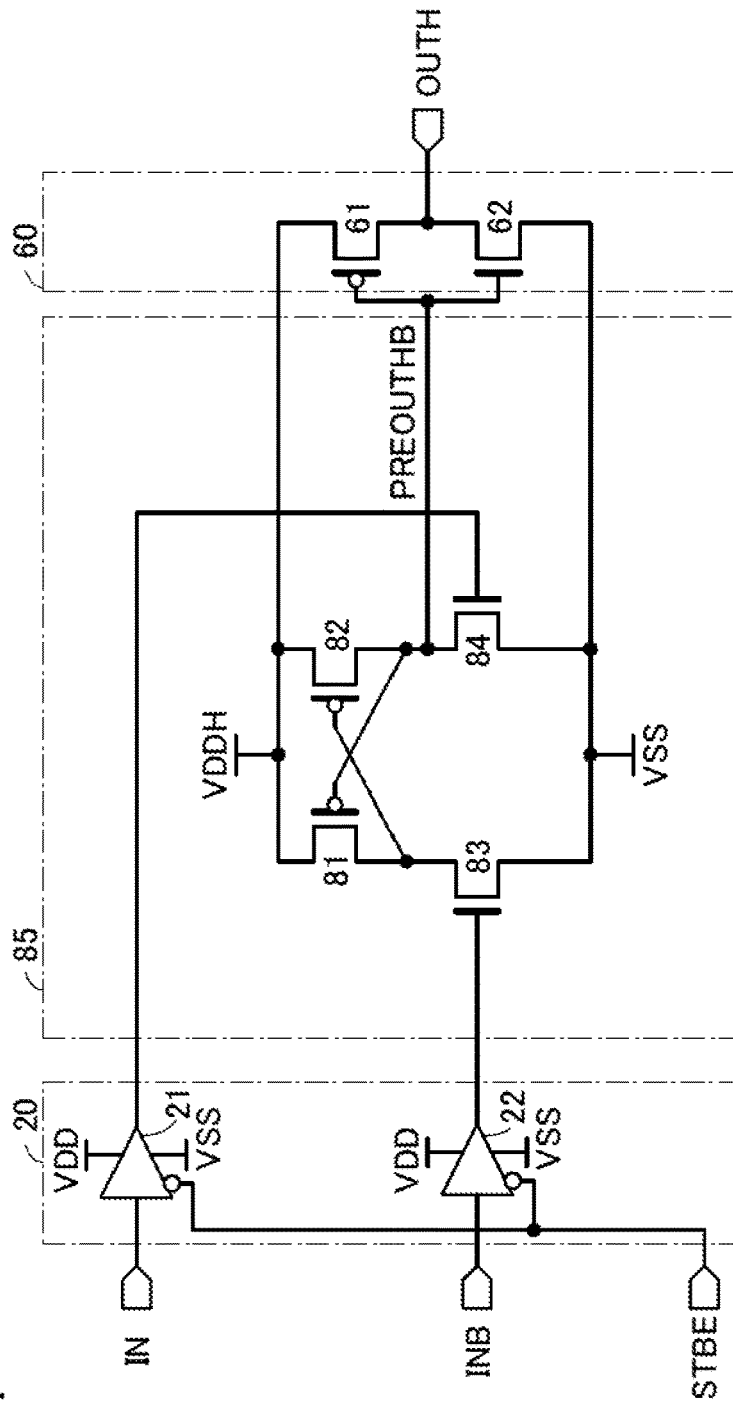 20
85
60
VDD
21
VSS
IN
VDD
22
VSS
INB
STBE
VDDH
81
82
83
84
VSS
PREOUTHB
61
62
OUTH